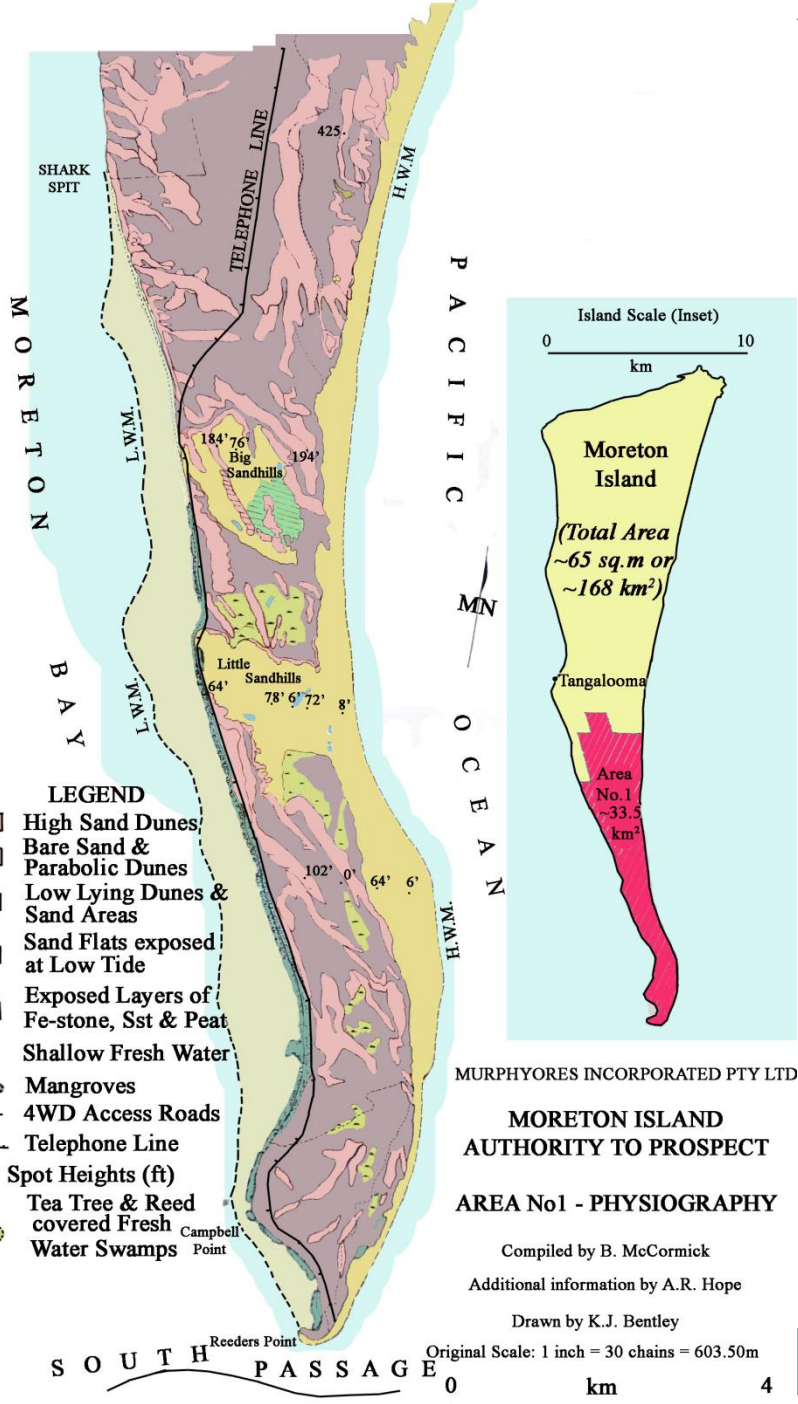 TELEPHONE LINE
425
SHARK
SPIT
H.W.M
MORETON
BAY
PACIFIC
OCEAN
L.W.M.
184'
76'
Big
Sandhills
194'
MN
Little
Sandhills
64'
78'
6'
72'
8'
L.W.M.
102'
0'
64'
6'
H.W.M.
LEGEND
High Sand Dunes
Bare Sand &
Parabolic Dunes
Low Lying Dunes &
Sand Areas
Sand Flats exposed
at Low Tide
Exposed Layers of
Fe-stone, Sst & Peat
Shallow Fresh Water
Mangroves
4WD Access Roads
Telephone Line
Spot Heights (ft)
Tea Tree & Reed
covered Fresh
Water Swamps
Campbell
Point
Reeders Point
SOUTH PASSAGE
Island Scale (Inset)
0 10
km
Moreton
Island
(Total Area
~65 sq.m or
~168 km²)
Tangalooma
Area
No.1
~33.5
km²
MURPHYORES INCORPORATED PTY LTD
MORETON ISLAND
AUTHORITY TO PROSPECT
AREA No1 - PHYSIOGRAPHY
Compiled by B. McCormick
Additional information by A.R. Hope
Drawn by K.J. Bentley
Original Scale: 1 inch = 30 chains = 603.50m
0 km 4